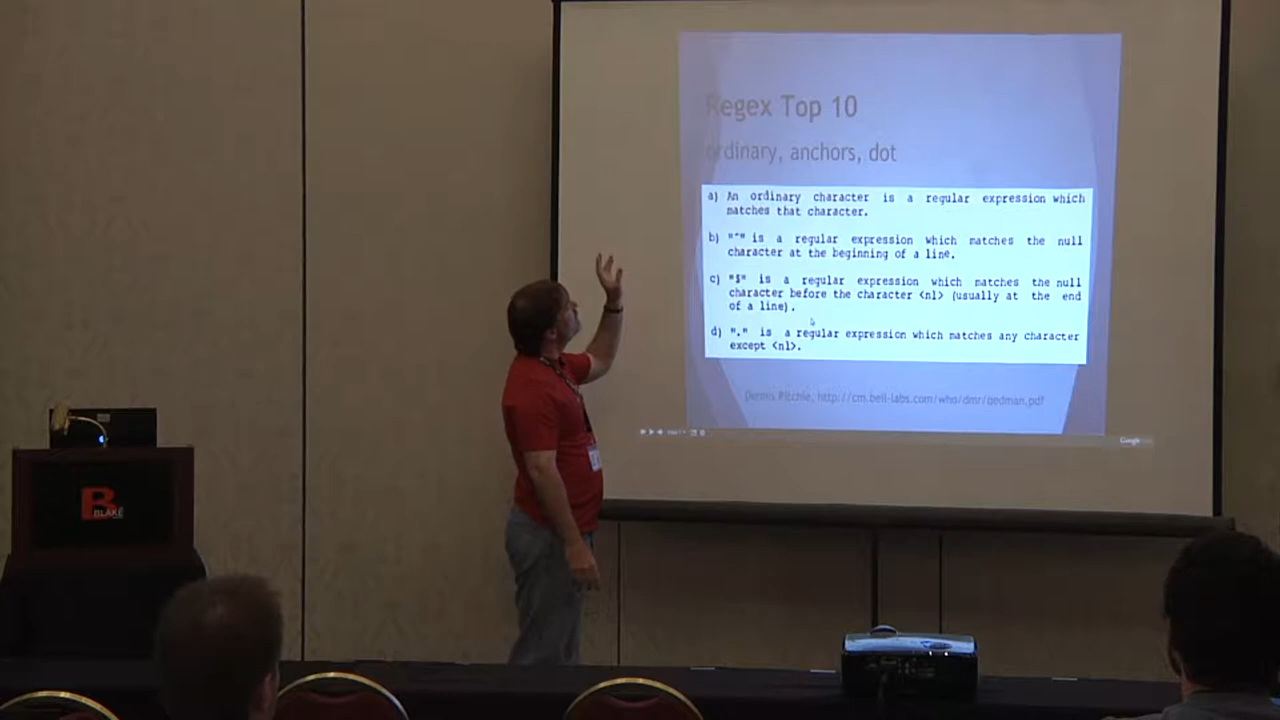 Regex Top 10
ordinary, anchors, dot
a) An ordinary character is a regular expression which
matches that character.
b) "^" is a regular expression which matches the null
character at the beginning of a line.
c) "$" is a regular expression which matches the null
character before the character <nl> (usually at the end
of a line).
d) "." is a regular expression which matches any character
except <nl>.
Dennis Ritchie, http://cm.bell-labs.com/who/dmr/qedman.pdf
Google
B
BLAKE